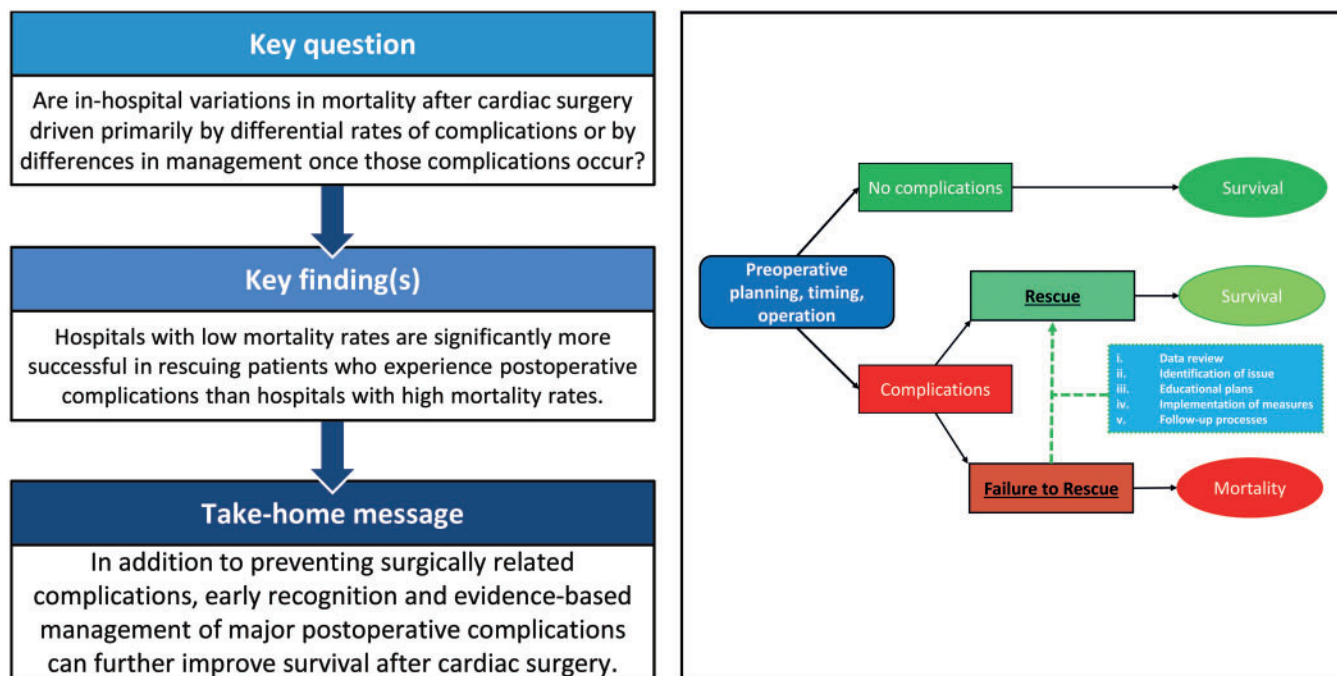 Key question
Are in-hospital variations in mortality after cardiac surgery
driven primarily by differential rates of complications or by
differences in management once those complications occur?
Key finding(s)
Hospitals with low mortality rates are significantly more
successful in rescuing patients who experience postoperative
complications than hospitals with high mortality rates.
Take-home message
In addition to preventing surgically related
complications, early recognition and evidence-based
management of major postoperative complications
can further improve survival after cardiac surgery.
No complications
Survival
Preoperative
planning, timing,
operation
Rescue
Survival
Complications
i. Data review
ii. Identification of issue
iii. Educational plans
iv. Implementation of measures
v. Follow-up processes
Failure to Rescue
Mortality